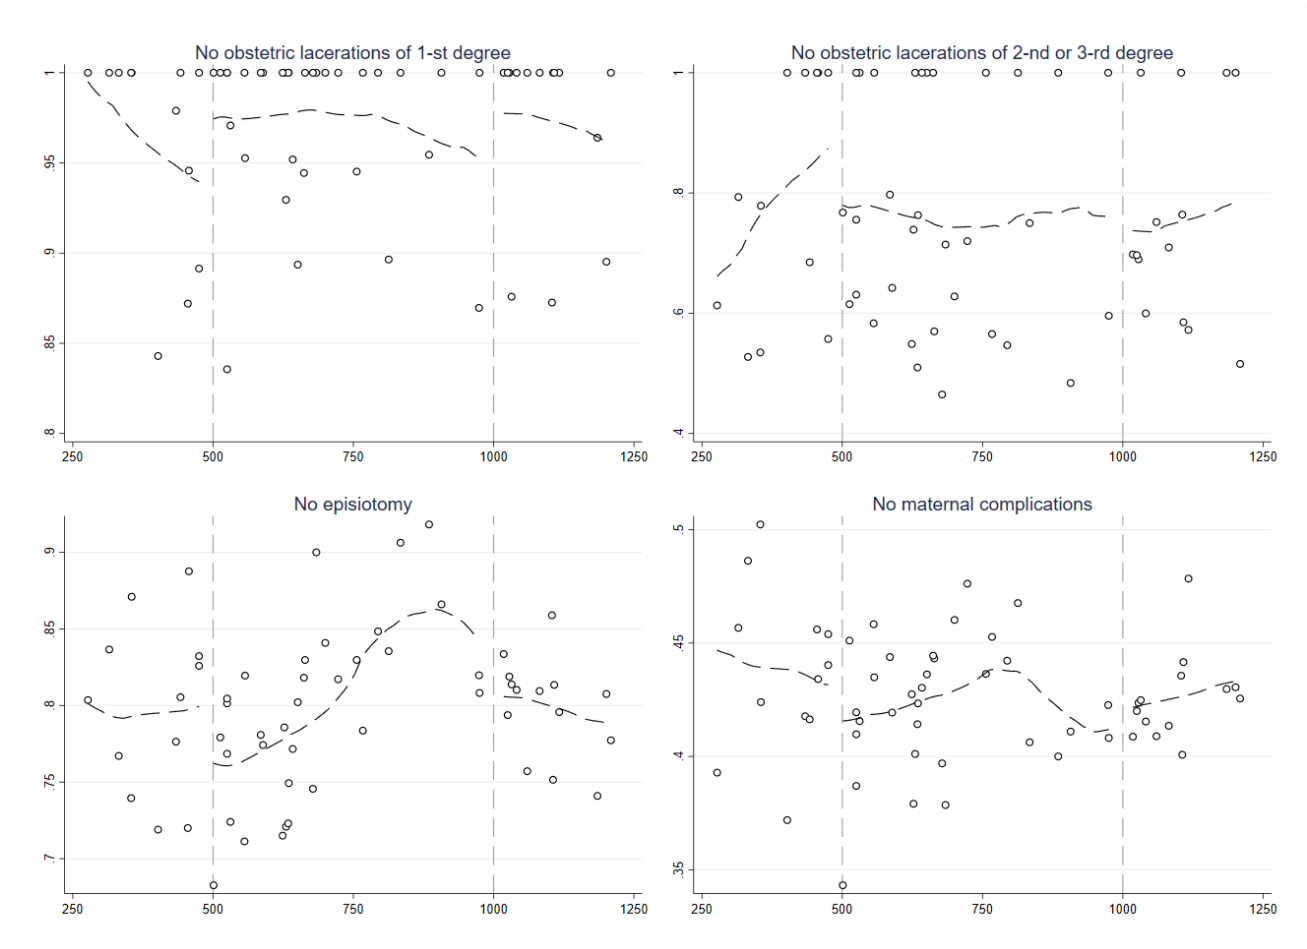 No obstetric lacerations of 1-st degree
1
.95
.9
.85
.8
250 500 750 1000 1250
No obstetric lacerations of 2-nd or 3-rd degree
1
.8
.6
.4
250 500 750 1000 1250
No episiotomy
.9
.85
.8
.75
.7
250 500 750 1000 1250
No maternal complications
.5
.45
.4
.35
250 500 750 1000 1250